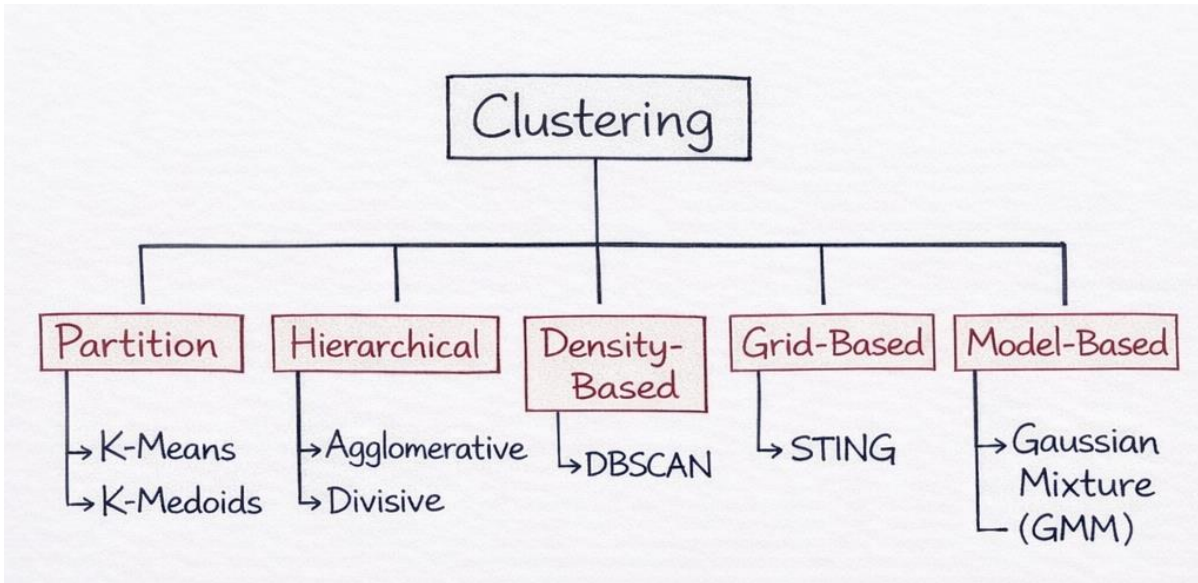 Clustering
Partition
K-Means
K-Medoids
Hierarchical
Agglomerative
Divisive
Density-
Based
DBSCAN
Grid-Based
STING
Model-Based
Gaussian
Mixture
(GMM)